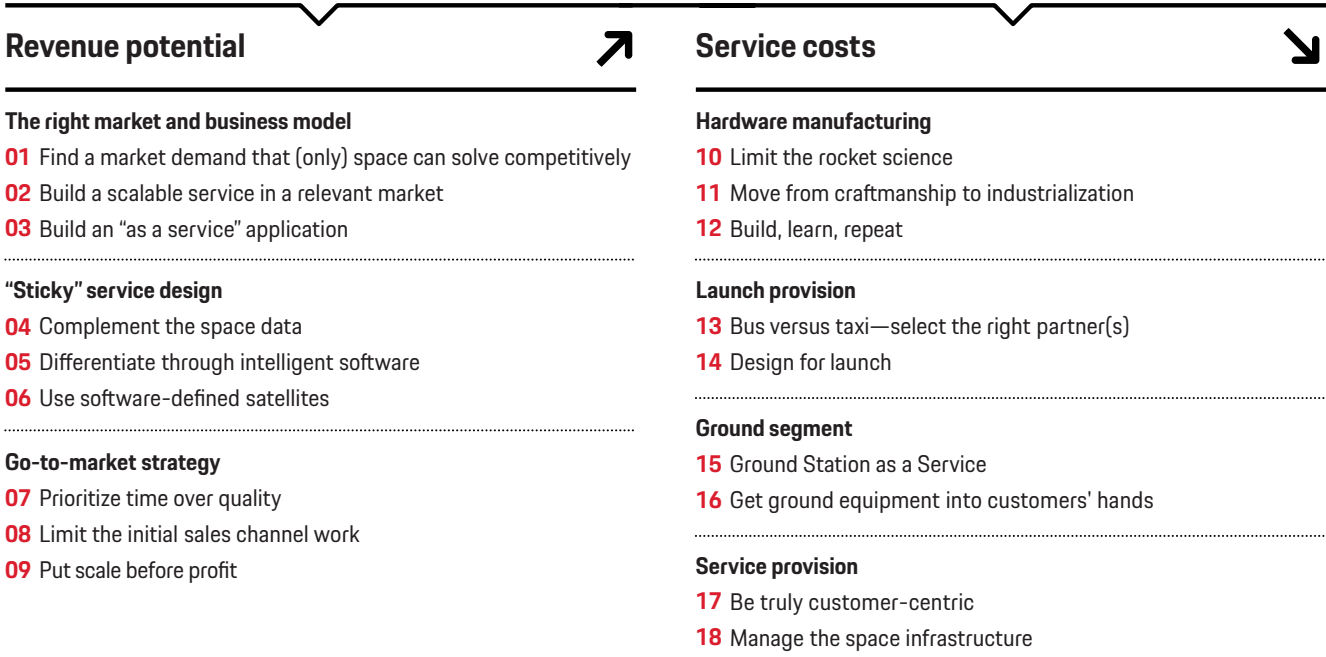 Revenue potential
The right market and business model
01 Find a market demand that (only) space can solve competitively
02 Build a scalable service in a relevant market
03 Build an “as a service” application
“Sticky” service design
04 Complement the space data
05 Differentiate through intelligent software
06 Use software-defined satellites
Go-to-market strategy
07 Prioritize time over quality
08 Limit the initial sales channel work
09 Put scale before profit
Service costs
Hardware manufacturing
10 Limit the rocket science
11 Move from craftmanship to industrialization
12 Build, learn, repeat
Launch provision
13 Bus versus taxi—select the right partner(s)
14 Design for launch
Ground segment
15 Ground Station as a Service
16 Get ground equipment into customers’ hands
Service provision
17 Be truly customer-centric
18 Manage the space infrastructure